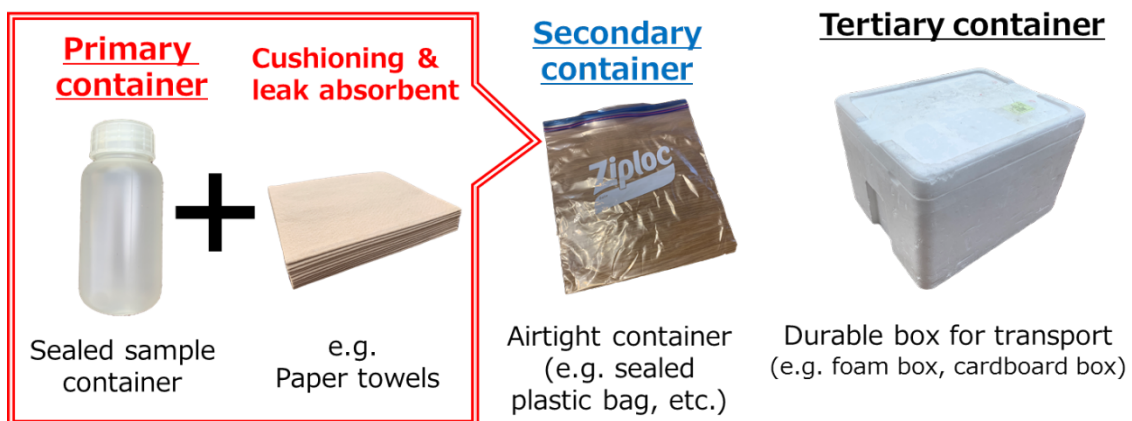 Primary
container
Cushioning &
leak absorbent
Sealed sample
container
e.g.
Paper towels
Secondary
container
Ziploc
Airtight container
(e.g. sealed
plastic bag, etc.)
Tertiary container
Durable box for transport
(e.g. foam box, cardboard box)